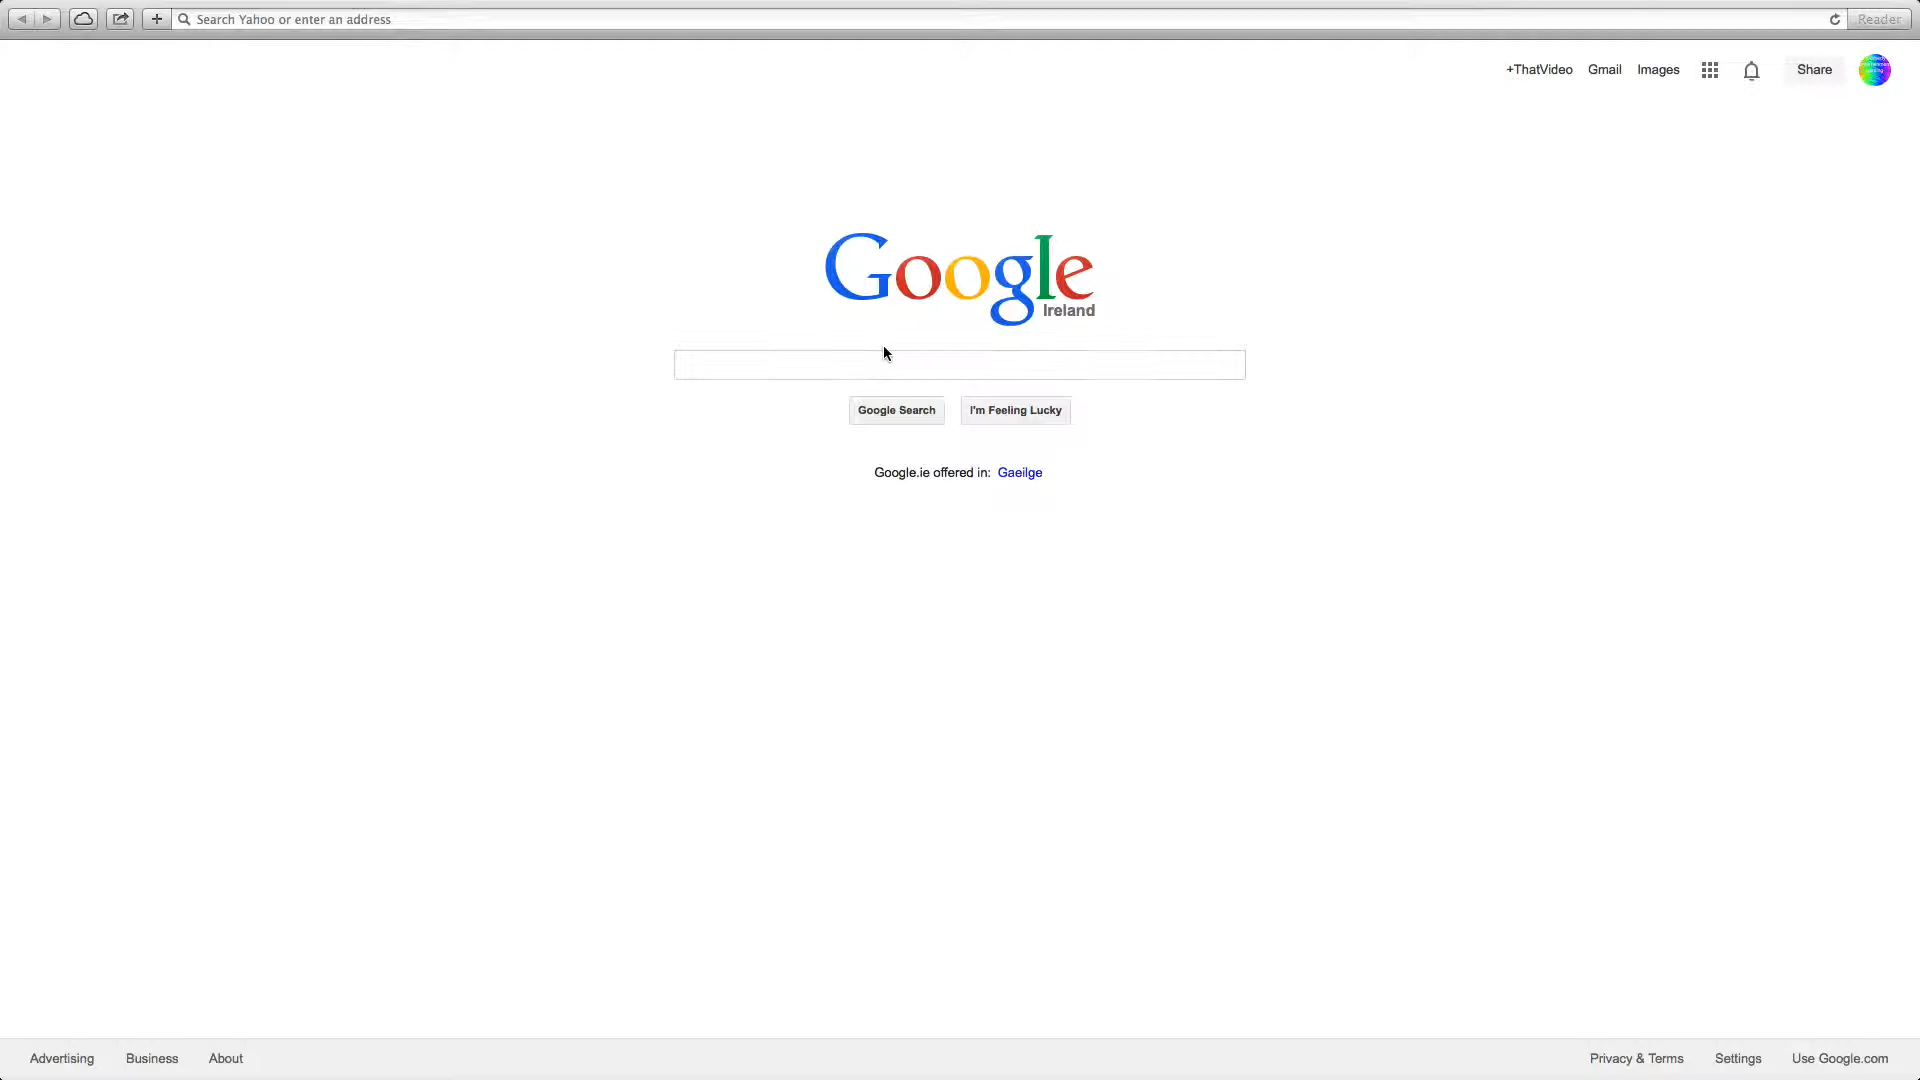 Search Yahoo or enter an address
Reader
+ThatVideo Gmail Images Share
Google
Ireland
Google Search I'm Feeling Lucky
Google.ie offered in: Gaeilge
Advertising Business About Privacy & Terms Settings Use Google.com